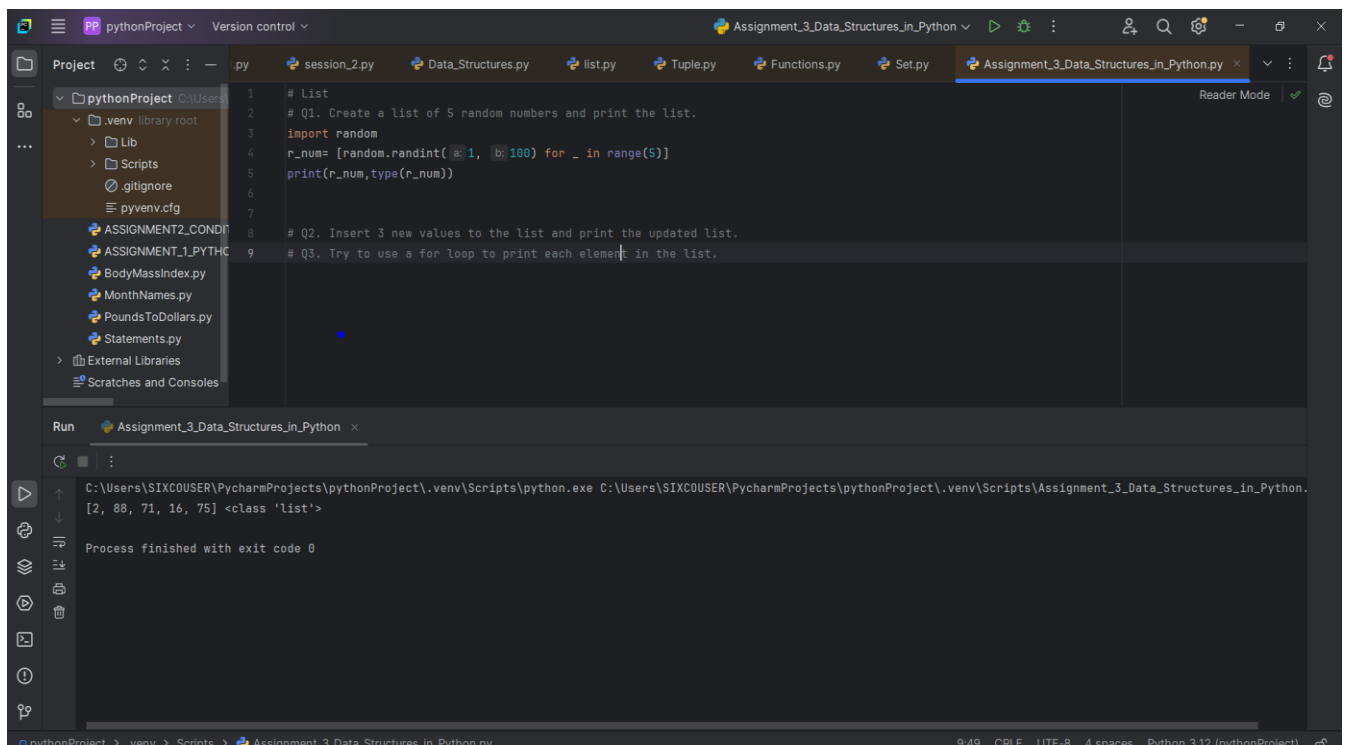 PP pythonProject Version control Assignment_3_Data_Structures_in_Python
Project .py session_2.py Data_Structures.py list.py Tuple.py Functions.py Set.py Assignment_3_Data_Structures_in_Python.py
Reader Mode
pythonProject C:\Users\
.venv library root
Lib
Scripts
.gitignore
pyvenv.cfg
ASSIGNMENT2_CONDIT
ASSIGNMENT_1_PYTHO
BodyMassIndex.py
MonthNames.py
PoundsToDollars.py
Statements.py
External Libraries
Scratches and Consoles
1 # List
2 # Q1. Create a list of 5 random numbers and print the list.
3 import random
4 r_num= [random.randint( a: 1, b: 100) for _ in range(5)]
5 print(r_num,type(r_num))
6
7
8 # Q2. Insert 3 new values to the list and print the updated list.
9 # Q3. Try to use a for loop to print each element in the list.
Run Assignment_3_Data_Structures_in_Python
C:\Users\SIXCOUSER\PycharmProjects\pythonProject\.venv\Scripts\python.exe C:\Users\SIXCOUSER\PycharmProjects\pythonProject\.venv\Scripts\Assignment_3_Data_Structures_in_Python.
[2, 88, 71, 16, 75] <class 'list'>
Process finished with exit code 0
pythonProject > .venv > Scripts > Assignment_3_Data_Structures_in_Python.py 9:49 CRLF UTF-8 4 spaces Python 3.12 (pythonProject)